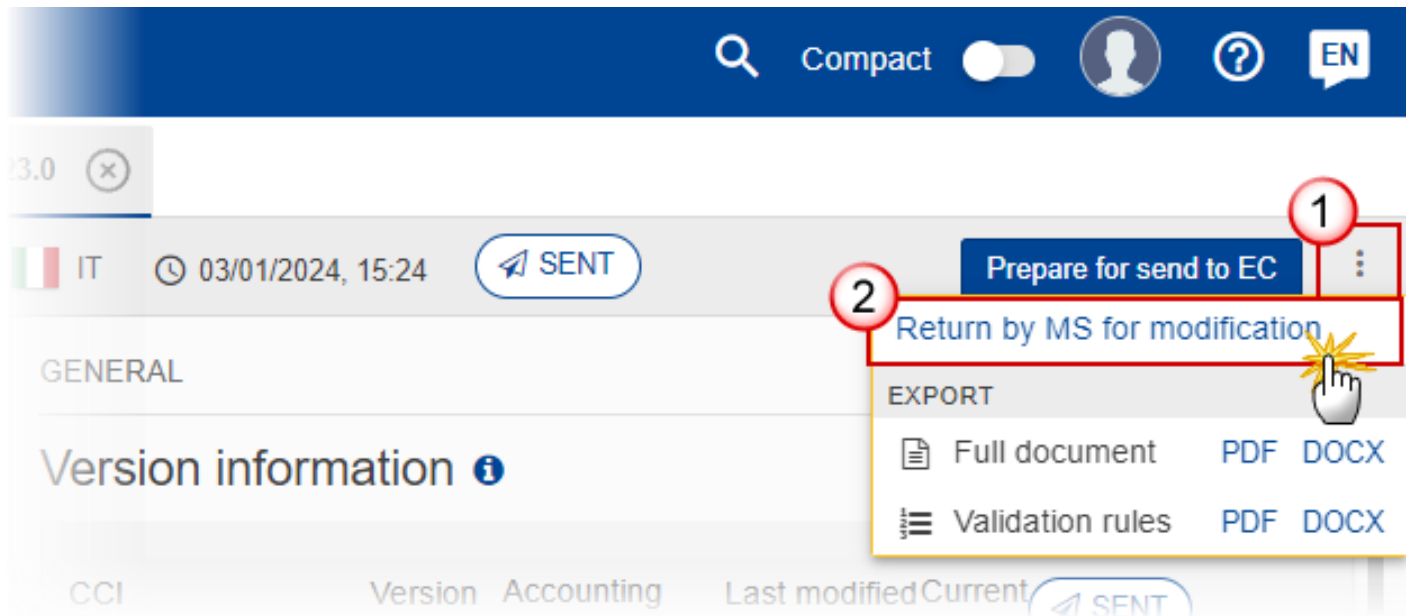 Compact EN
23.0
1
IT 03/01/2024, 15:24 SENT Prepare for send to EC
2
Return by MS for modification
GENERAL
EXPORT
Version information
Full document PDF DOCX
Validation rules PDF DOCX
CCI Version Accounting Last modified Current SENT